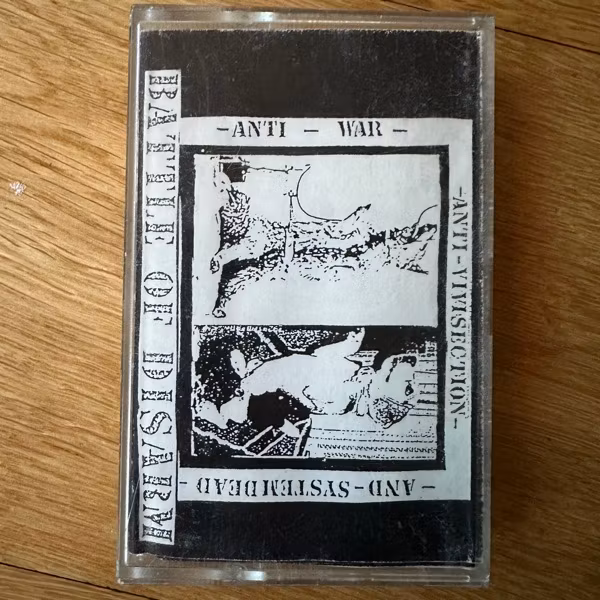 BATTLE OF DISARM
-ANTI - WAR -
-ANTI-VIVISECTION-
-AND-SYSTEMDEAD-